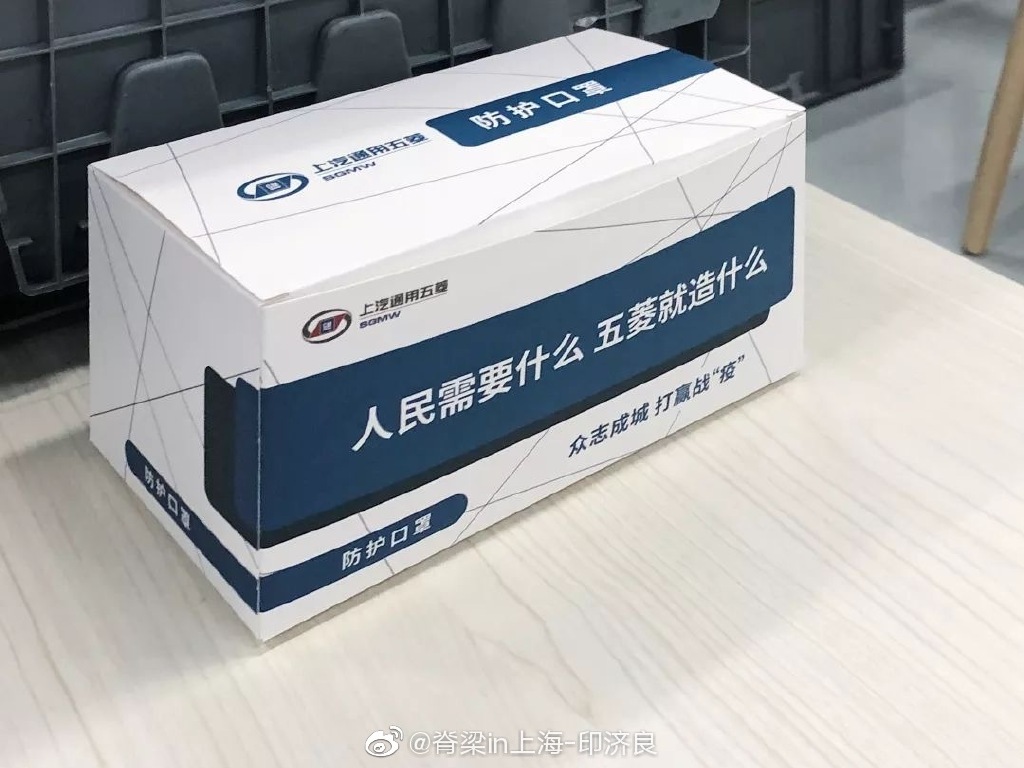 防护口罩
上汽通用五菱
SGMW
上汽通用五菱
SGMW
人民需要什么 五菱就造什么
众志成城 打赢战“疫”
防护口罩
防护口罩
@脊梁in上海-印济良